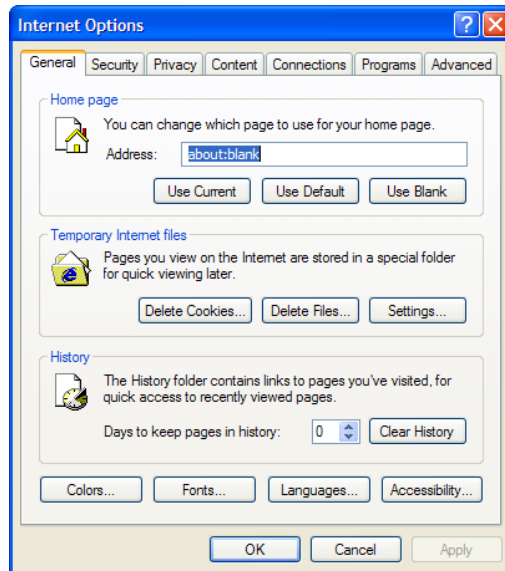 Internet Options
General Security Privacy Content Connections Programs Advanced
Home page
You can change which page to use for your home page.
Address: about:blank
Use Current Use Default Use Blank
Temporary Internet files
Pages you view on the Internet are stored in a special folder
for quick viewing later.
Delete Cookies... Delete Files... Settings...
History
The History folder contains links to pages you've visited, for
quick access to recently viewed pages.
Days to keep pages in history: 0 Clear History
Colors... Fonts... Languages... Accessibility...
OK Cancel Apply